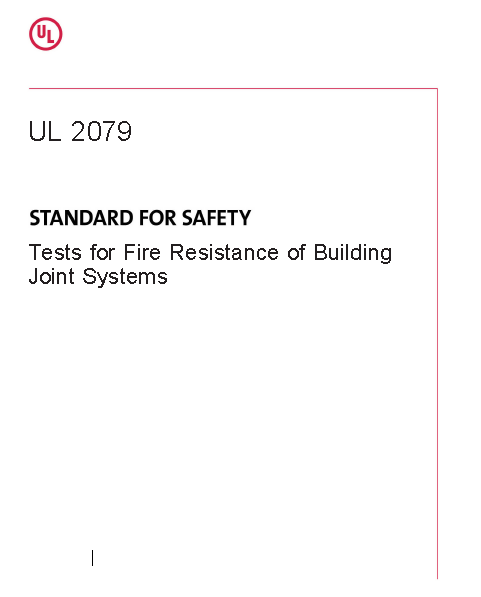 UL
UL 2079
STANDARD FOR SAFETY
Tests for Fire Resistance of Building
Joint Systems